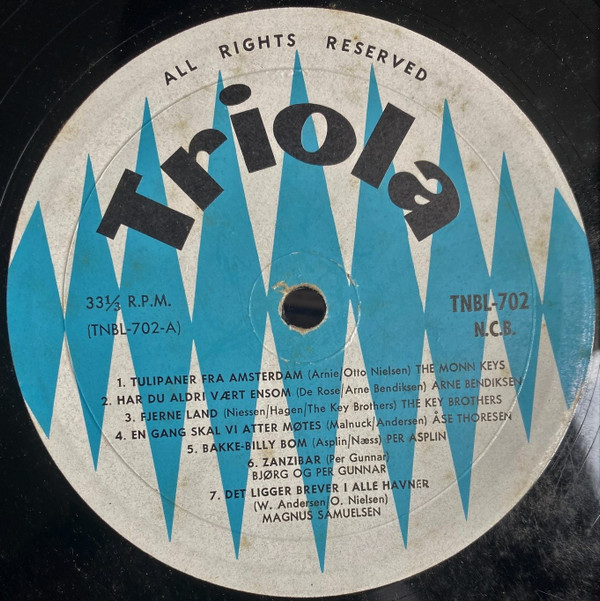 ALL RIGHTS RESERVED
Triola
33⅓ R.P.M.
(TNBL-702-A)
TNBL-702
N.C.B.
1. TULIPANER FRA AMSTERDAM (Arnie/Otto Nielsen) THE MONN KEYS
2. HAR DU ALDRI VÆRT ENSOM (De Rose/Arne Bendiksen) ARNE BENDIKSEN
3. FJERNE LAND (Niessen/Hagen/The Key Brothers) THE KEY BROTHERS
4. EN GANG SKAL VI ATTER MØTES (Malnuck/Andersen) ÅSE THORESEN
5. BAKKE-BILLY BOM (Asplin/Næss) PER ASPLIN
6. ZANZIBAR (Per Gunnar)
BJØRG OG PER GUNNAR
7. DET LIGGER BREVER I ALLE HAVNER
(W. Andersen/O. Nielsen)
MAGNUS SAMUELSEN